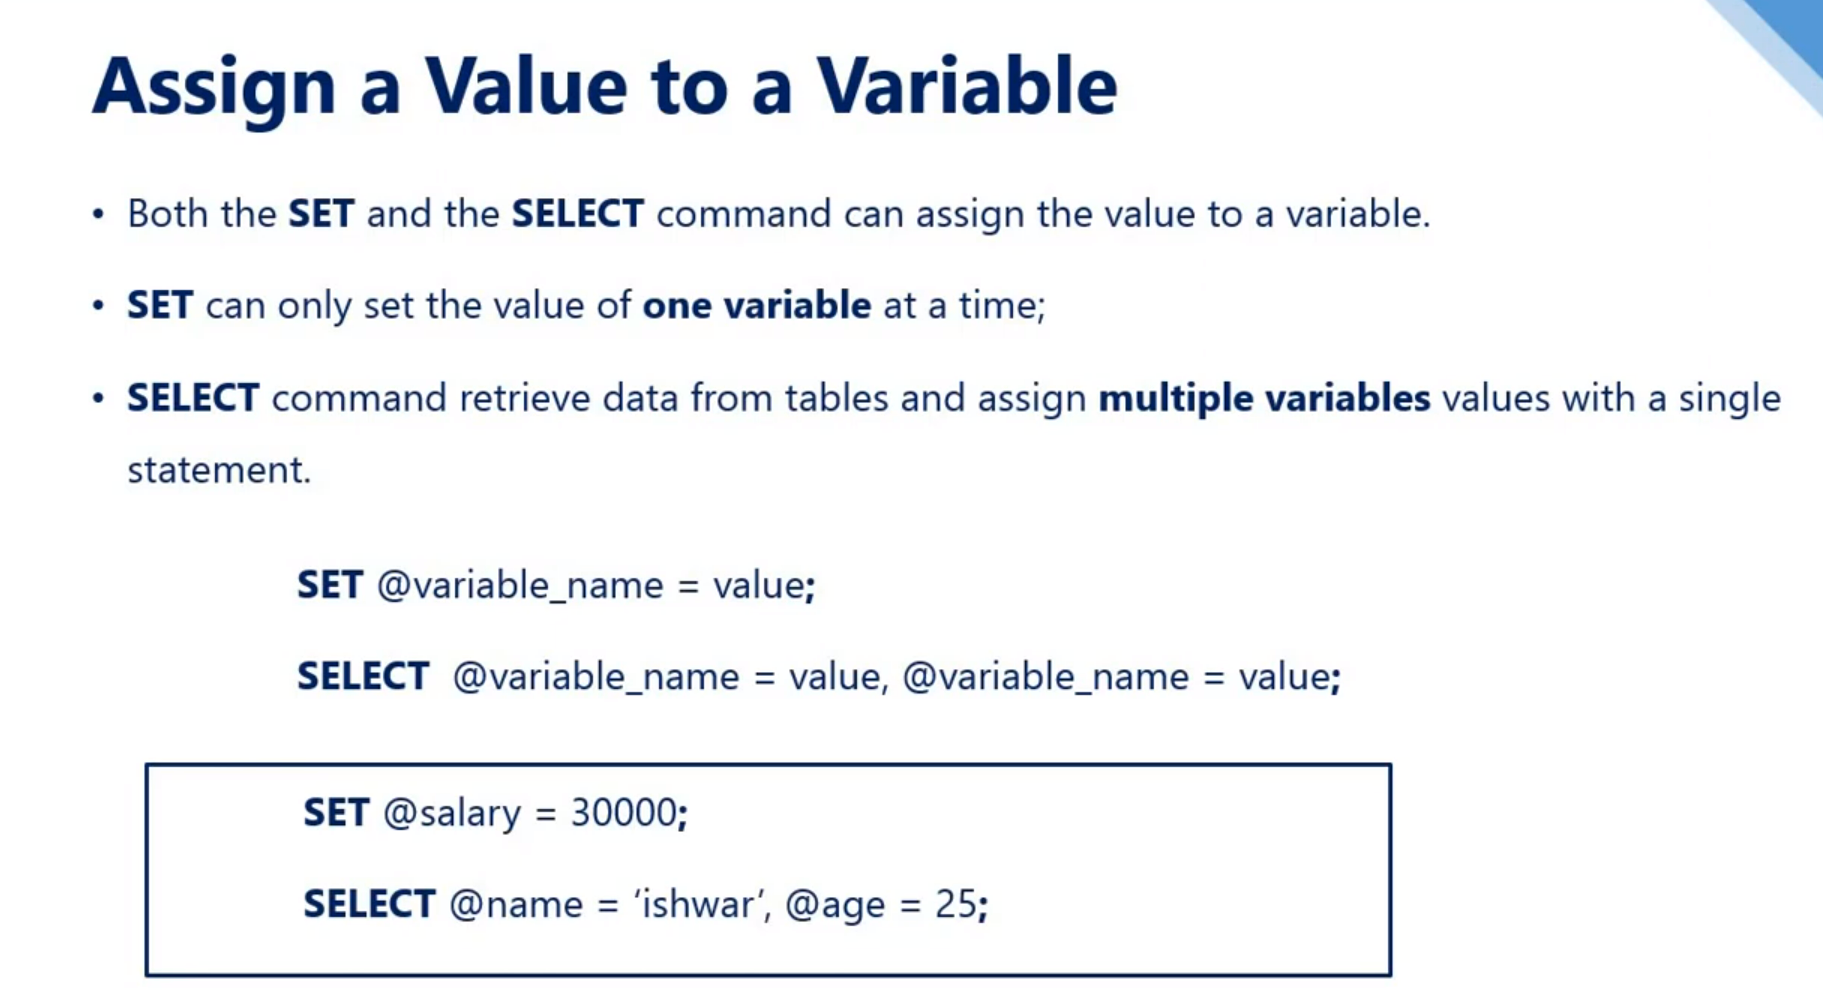 Assign a Value to a Variable
• Both the SET and the SELECT command can assign the value to a variable.
• SET can only set the value of one variable at a time;
• SELECT command retrieve data from tables and assign multiple variables values with a single
statement.
SET @variable_name = value;
SELECT @variable_name = value, @variable_name = value;
SET @salary = 30000;
SELECT @name = ‘ishwar’, @age = 25;